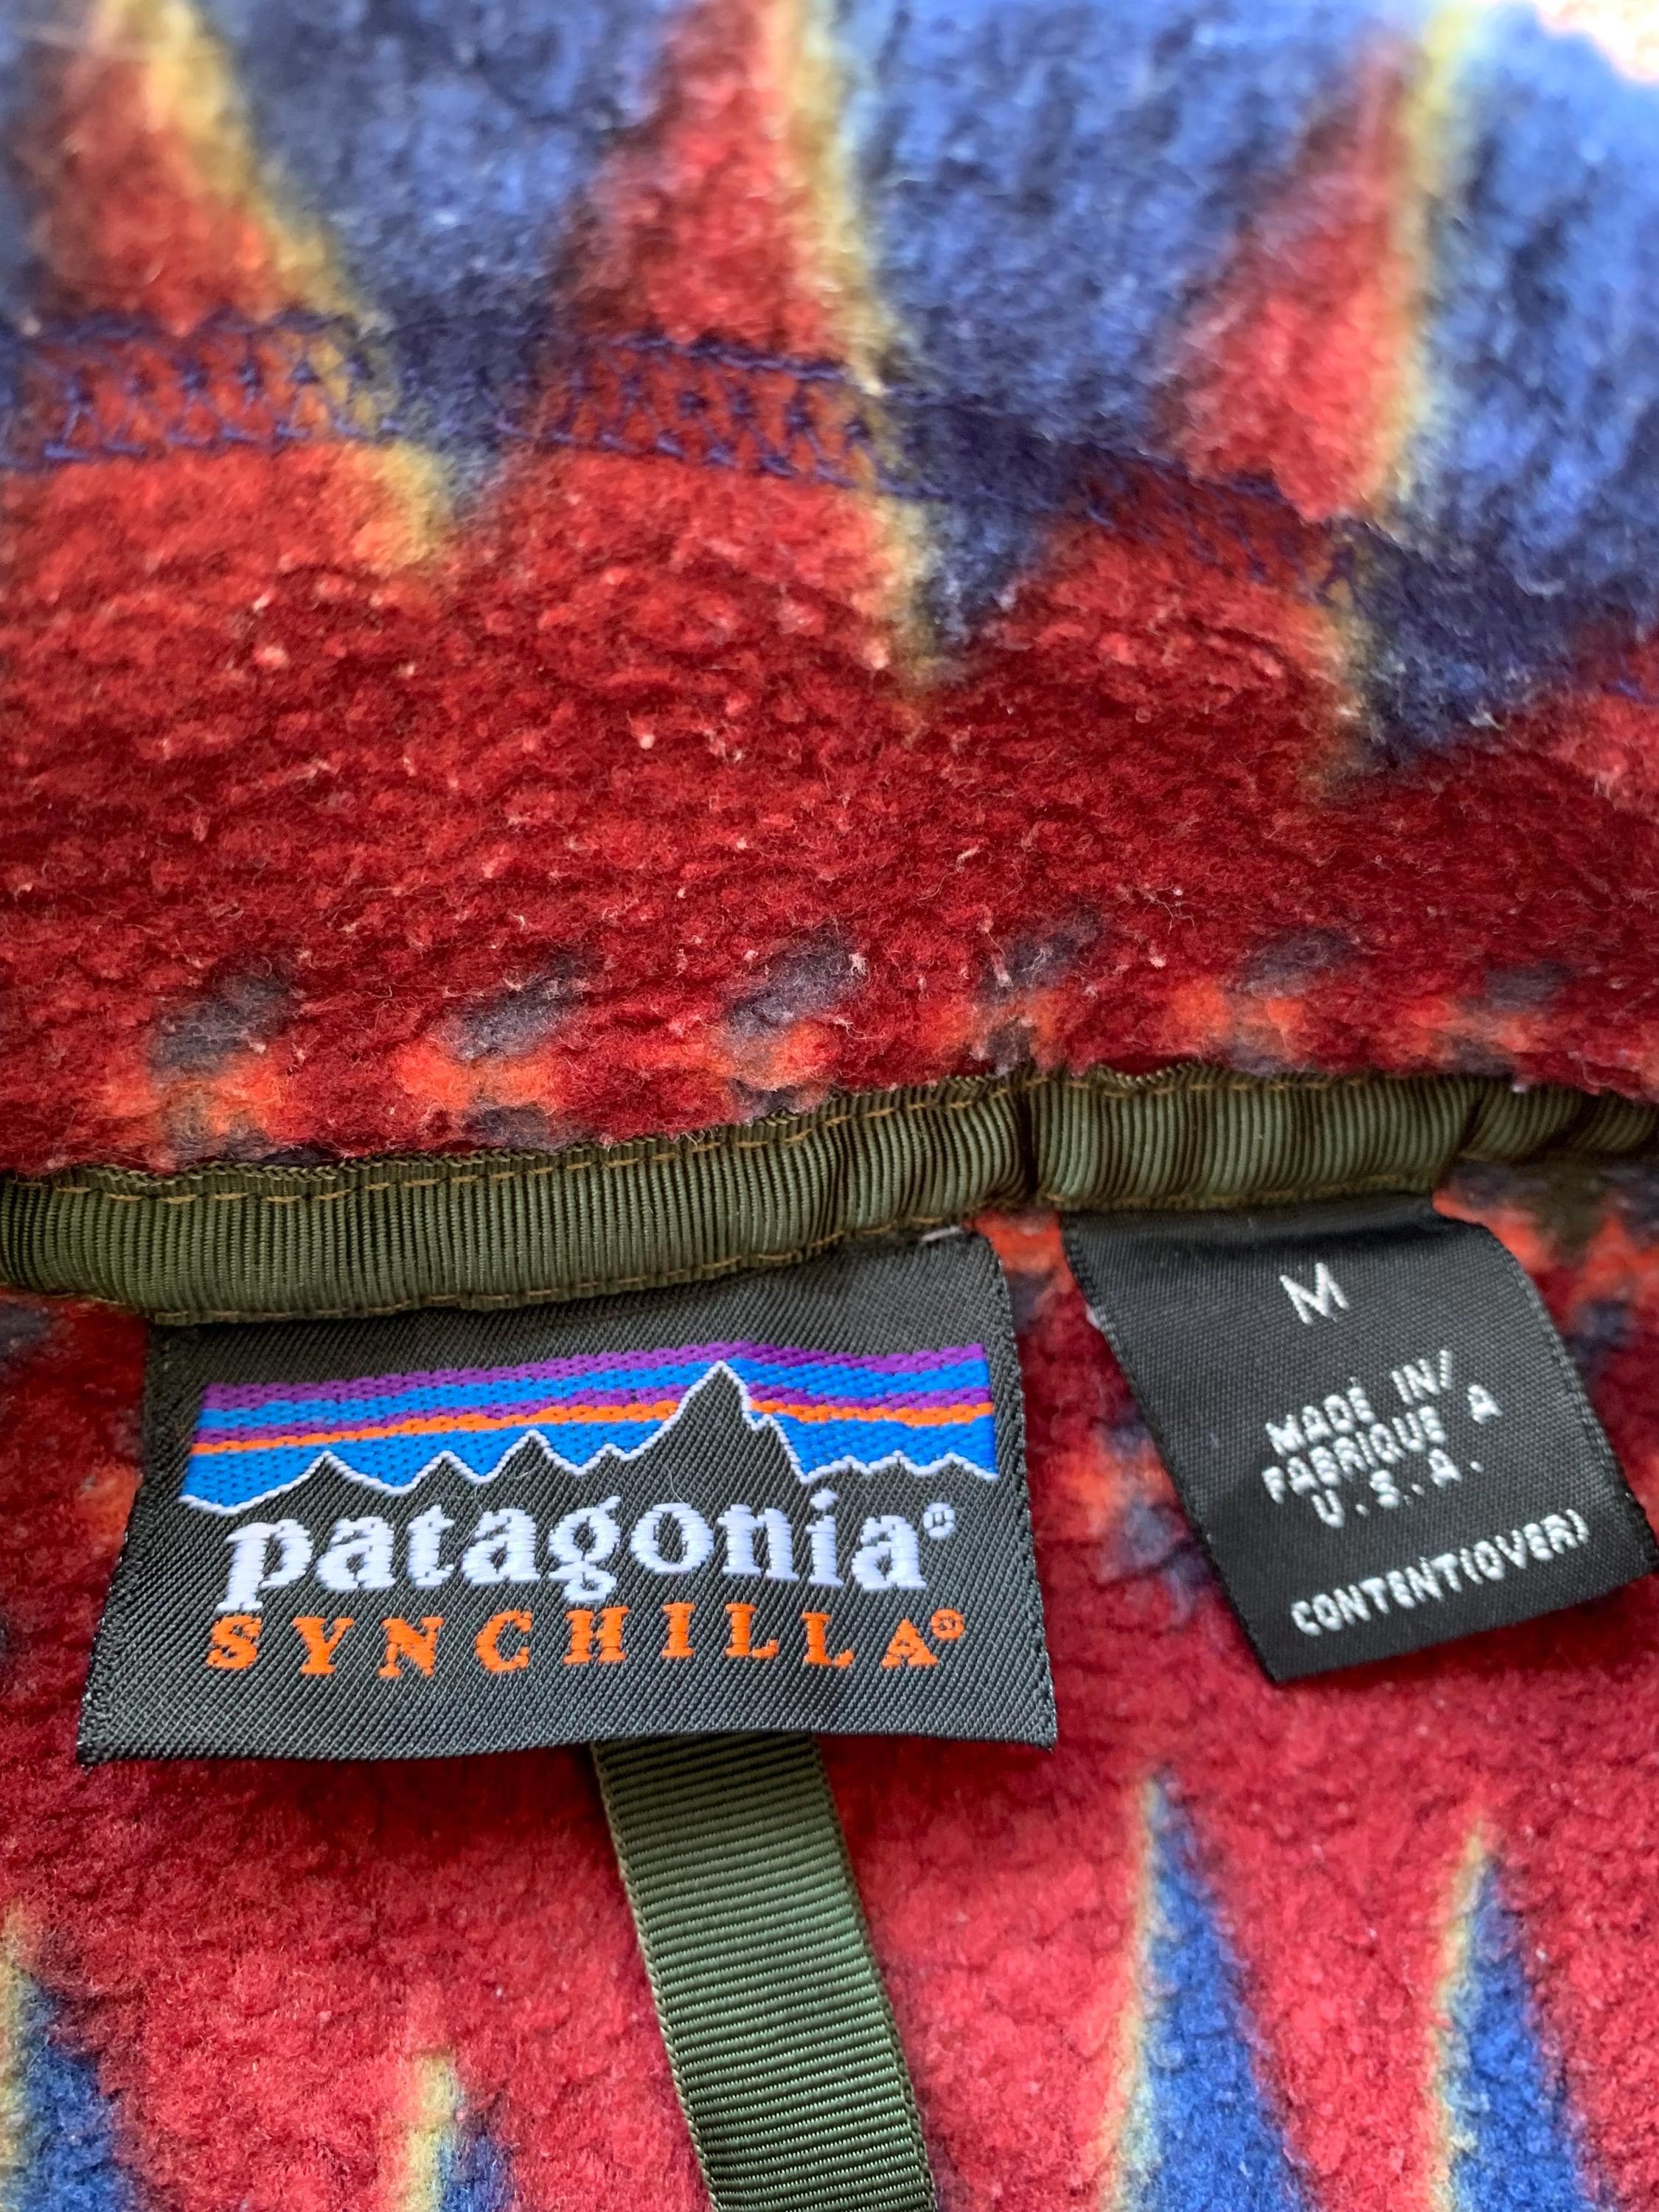 patagonia®
SYNCHILLA®
M
MADE IN/
FABRIQUE A
U.S.A.
CONTENT(OVER)